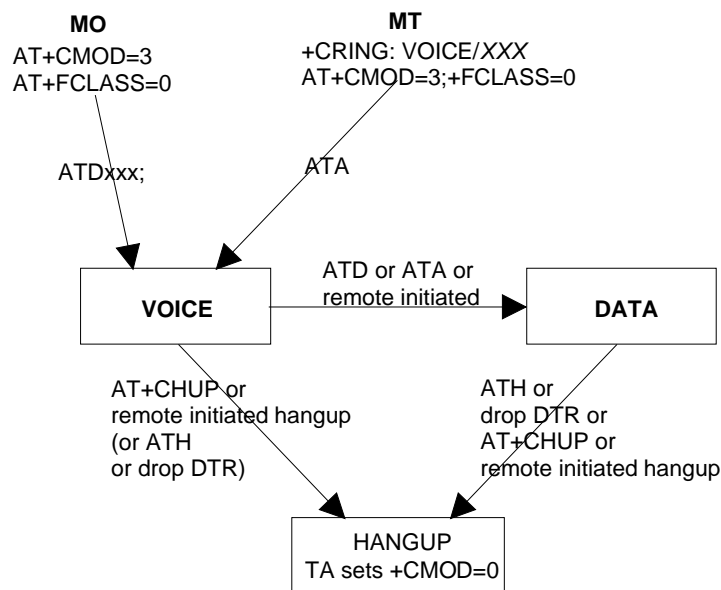 MO
AT+CMOD=3
AT+FCLASS=0
MT
+CRING: VOICE/XXX
AT+CMOD=3;+FCLASS=0
ATDxxx;
ATA
VOICE
ATD or ATA or
remote initiated
DATA
AT+CHUP or
remote initiated hangup
(or ATH
or drop DTR)
ATH or
drop DTR or
AT+CHUP or
remote initiated hangup
HANGUP
TA sets +CMOD=0